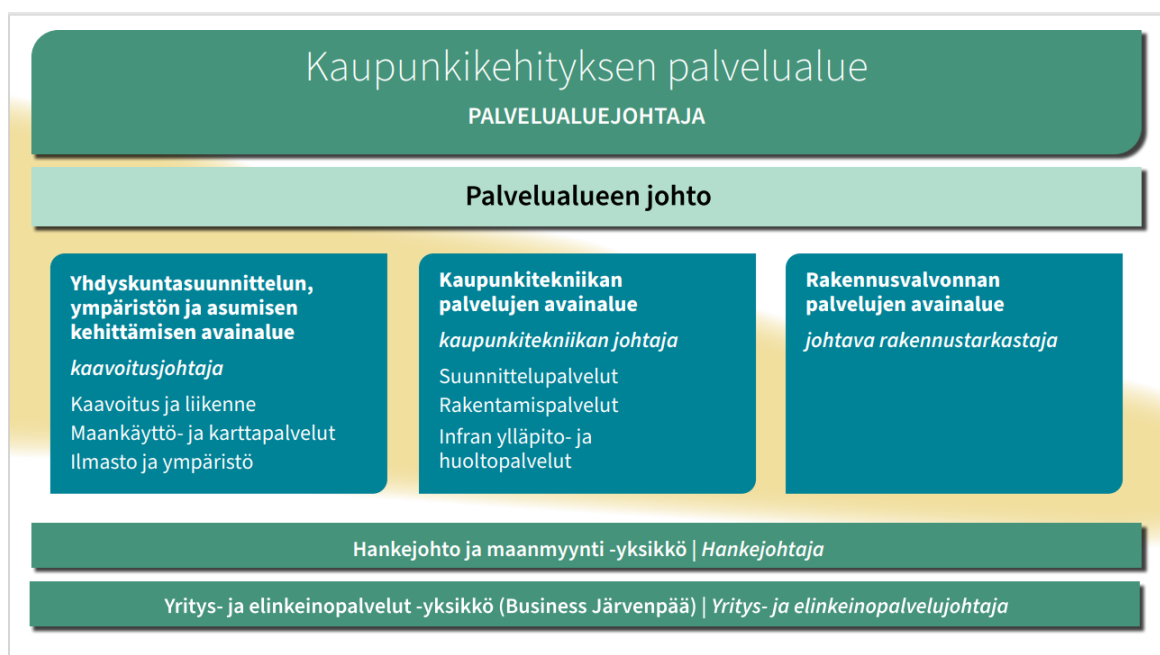 Kaupunkikehityksen palvelualue
PALVELUALUEJOHTAJA
Palvelualueen johto
Yhdyskuntasuunnittelun,
ympäristön ja asumisen
kehittämisen avainalue
kaavoitusjohtaja
Kaavoitus ja liikenne
Maankäyttö- ja karttapalvelut
Ilmasto ja ympäristö
Kaupunkitekniikan
palvelujen avainalue
kaupunkitekniikan johtaja
Suunnittelupalvelut
Rakentamispalvelut
Infran ylläpito- ja
huoltopalvelut
Rakennusvalvonnan
palvelujen avainalue
johtava rakennustarkastaja
Hankejohto ja maanmyynti -yksikkö | Hankejohtaja
Yritys- ja elinkeinopalvelut -yksikkö (Business Järvenpää) | Yritys- ja elinkeinopalvelujohtaja